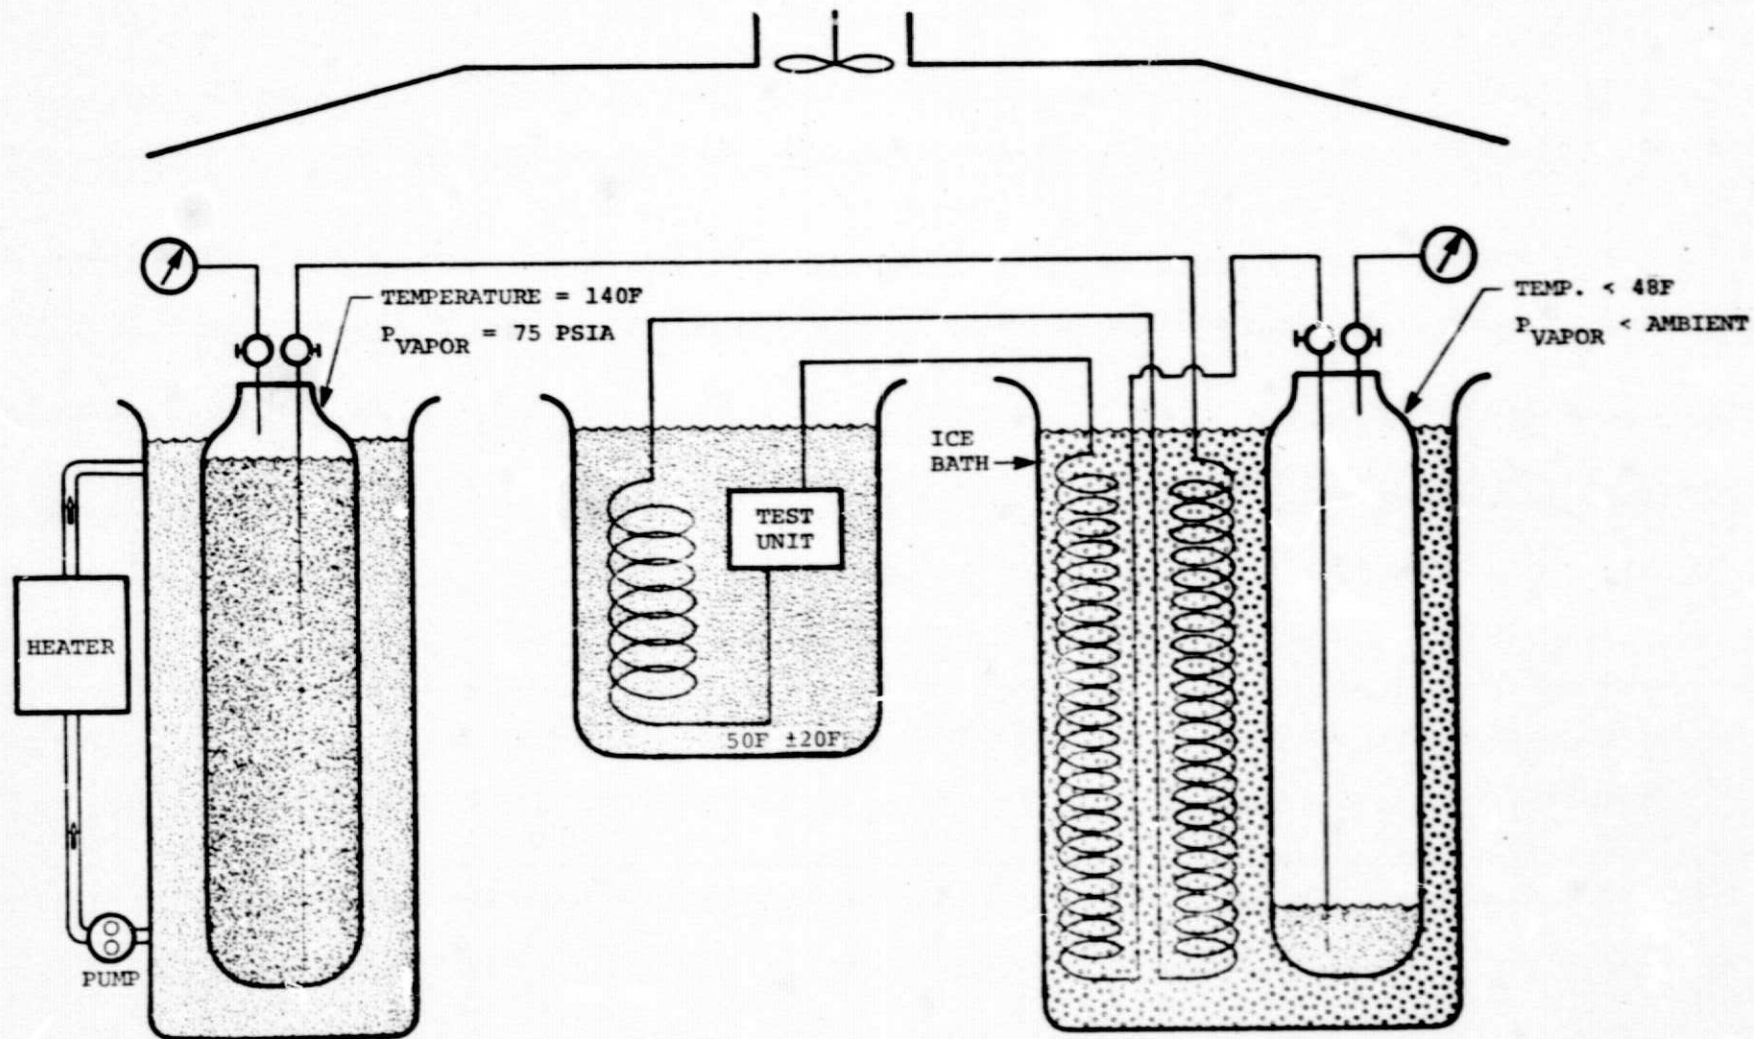 TEMPERATURE = 140F
PVAPOR = 75 PSIA
TEMP. < 48F
PVAPOR < AMBIENT
ICE
BATH
TEST
UNIT
HEATER
50F ±20F
PUMP